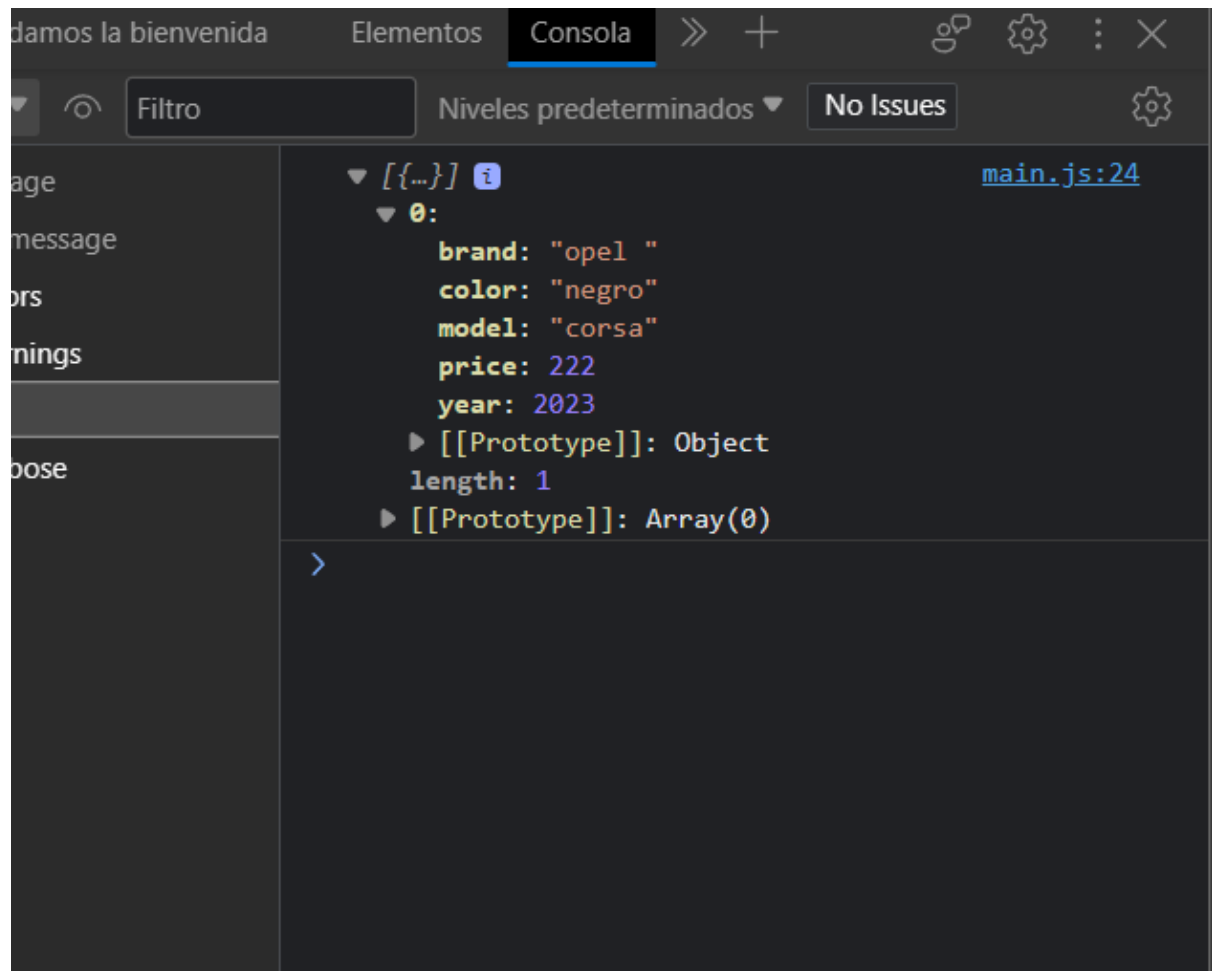 damos la bienvenida Elementos Consola
Filtro Niveles predeterminados No Issues
age
message
ors
rnings
bose
[{…}] i main.js:24
0:
brand: "opel "
color: "negro"
model: "corsa"
price: 222
year: 2023
[[Prototype]]: Object
length: 1
[[Prototype]]: Array(0)